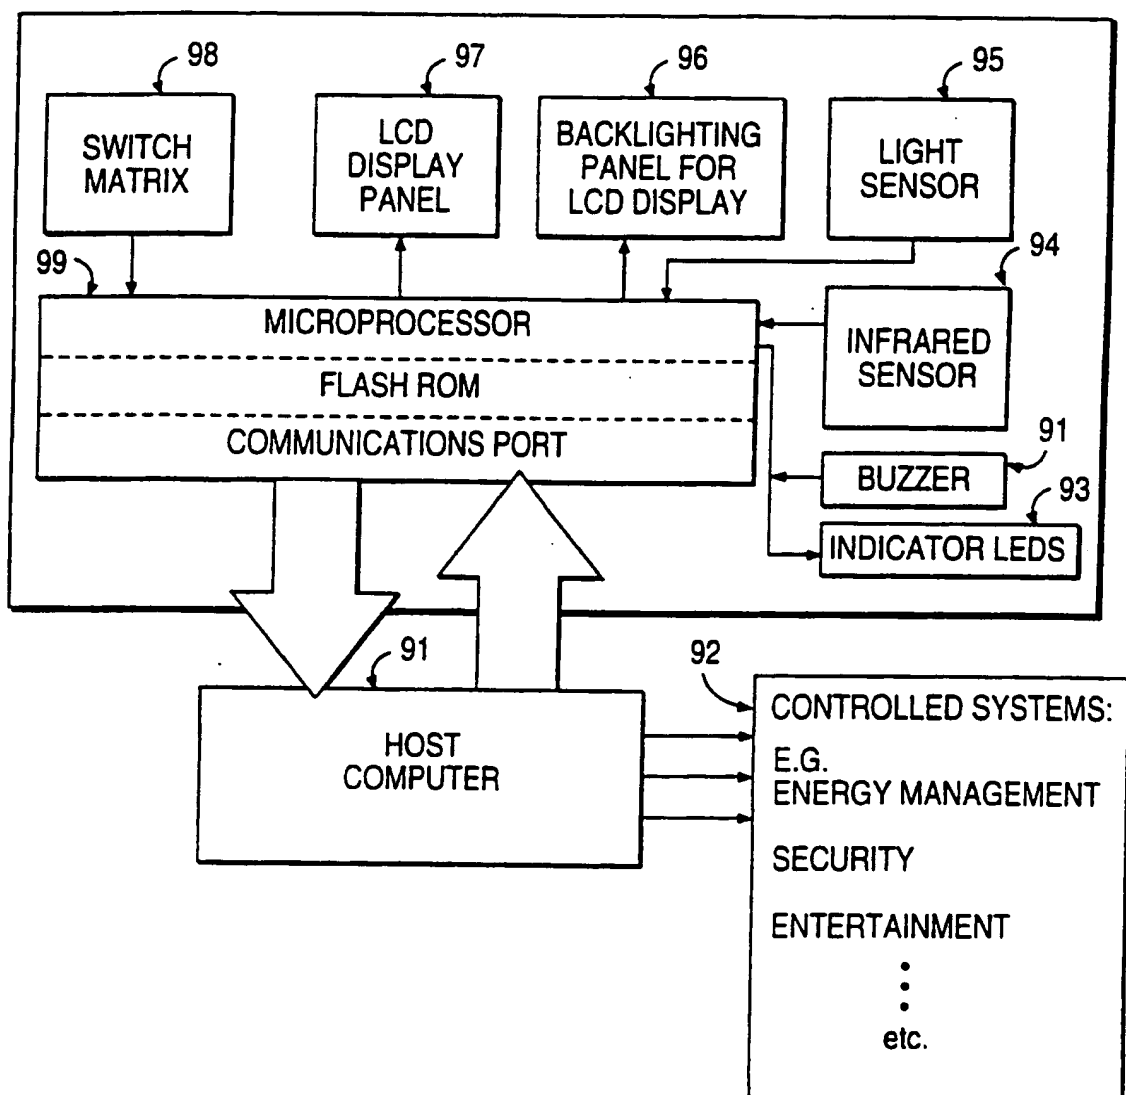 98
97
96
95
SWITCH
MATRIX
LCD
DISPLAY
PANEL
BACKLIGHTING
PANEL FOR
LCD DISPLAY
LIGHT
SENSOR
99
94
MICROPROCESSOR
FLASH ROM
COMMUNICATIONS PORT
INFRARED
SENSOR
91
BUZZER
93
INDICATOR LEDS
91
HOST
COMPUTER
92
CONTROLLED SYSTEMS:
E.G.
ENERGY MANAGEMENT
SECURITY
ENTERTAINMENT
etc.